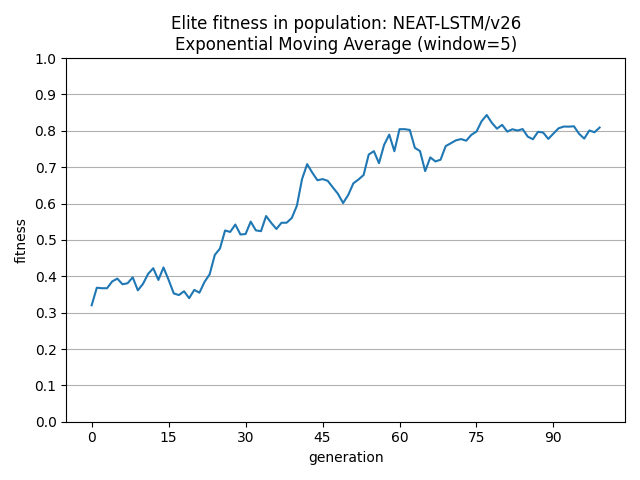 Elite fitness in population: NEAT-LSTM/v26
Exponential Moving Average (window=5)
1.0
0.9
0.8
0.7
0.6
0.5
0.4
0.3
0.2
0.1
0.0
fitness
0 15 30 45 60 75 90
generation